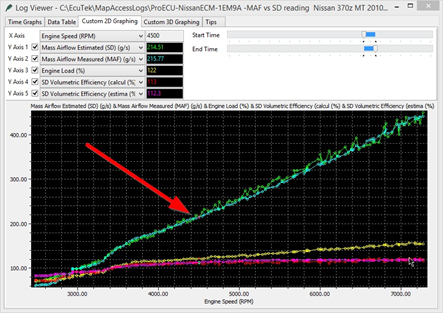 Log Viewer - C:\EcuTek\MapAccessLogs\ProECU-NissanECM-1EM9A -MAF vs SD reading Nissan 370z MT 2010...
Time Graphs Data Table Custom 2D Graphing Custom 3D Graphing Tips
X Axis Engine Speed (RPM) 4500 Start Time
Y Axis 1 Mass Airflow Estimated (SD) (g/s) 214.51 End Time
Y Axis 2 Mass Airflow Measured (MAF) (g/s) 215.77
Y Axis 3 Engine Load (%) 122
Y Axis 4 SD Volumetric Efficiency (calcul (%) 113
Y Axis 5 SD Volumetric Efficiency (estima (%) 112.3
Mass Airflow Estimated (SD) (g/s) & Mass Airflow Measured (MAF) (g/s) & Engine Load (%) & SD Volumetric Efficiency (calcul (%) & SD Volumetric Efficiency (estima (%)
400.00
300.00
200.00
100.00
3000.00 4000.00 5000.00 6000.00 7000.00
Engine Speed (RPM)